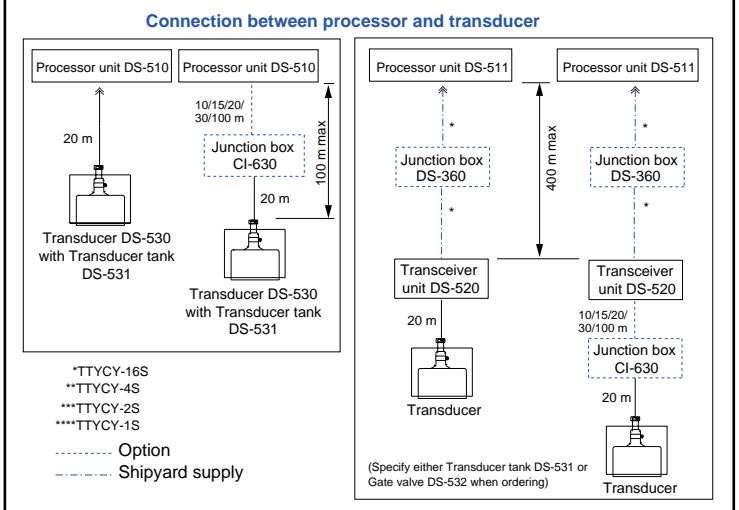 Connection between processor and transducer
Processor unit DS-510
20 m
Transducer DS-530
with Transducer tank
DS-531
Processor unit DS-510
10/15/20/
30/100 m
Junction box
CI-630
20 m
100 m max
Transducer DS-530
with Transducer tank
DS-531
Processor unit DS-511
*
Junction box
DS-360
*
400 m max
Transceiver
unit DS-520
20 m
Transducer
Processor unit DS-511
*
Junction box
DS-360
*
Transceiver
unit DS-520
10/15/20/
30/100 m
Junction box
CI-630
20 m
Transducer
(Specify either Transducer tank DS-531 or
Gate valve DS-532 when ordering)
*TTYCY-16S
**TTYCY-4S
***TTYCY-2S
****TTYCY-1S
Option
Shipyard supply